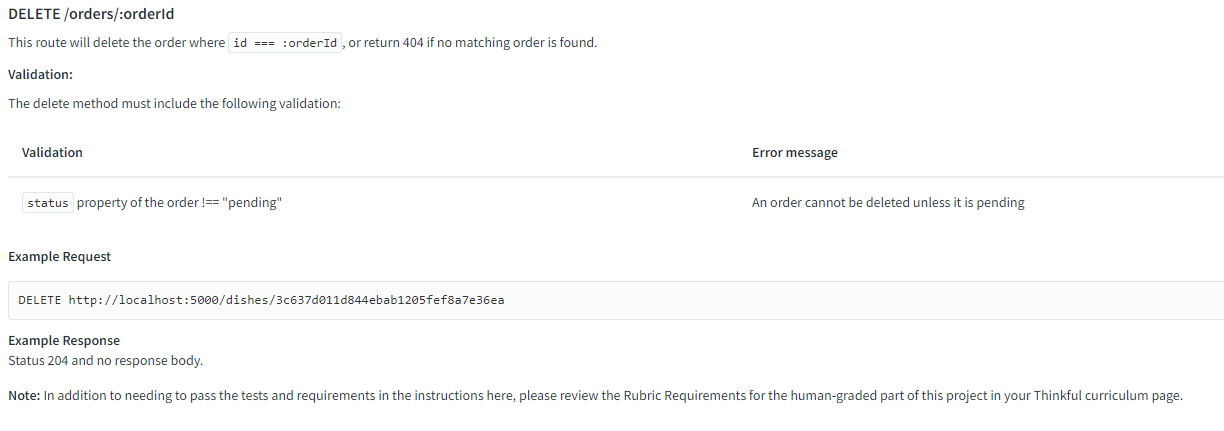 DELETE /orders/:orderId
This route will delete the order where id === :orderId, or return 404 if no matching order is found.
Validation:
The delete method must include the following validation:
Validation Error message
status property of the order !== "pending" An order cannot be deleted unless it is pending
Example Request
DELETE http://localhost:5000/dishes/3c637d011d844ebab1205fef8a7e36ea
Example Response
Status 204 and no response body.
Note: In addition to needing to pass the tests and requirements in the instructions here, please review the Rubric Requirements for the human-graded part of this project in your Thinkful curriculum page.